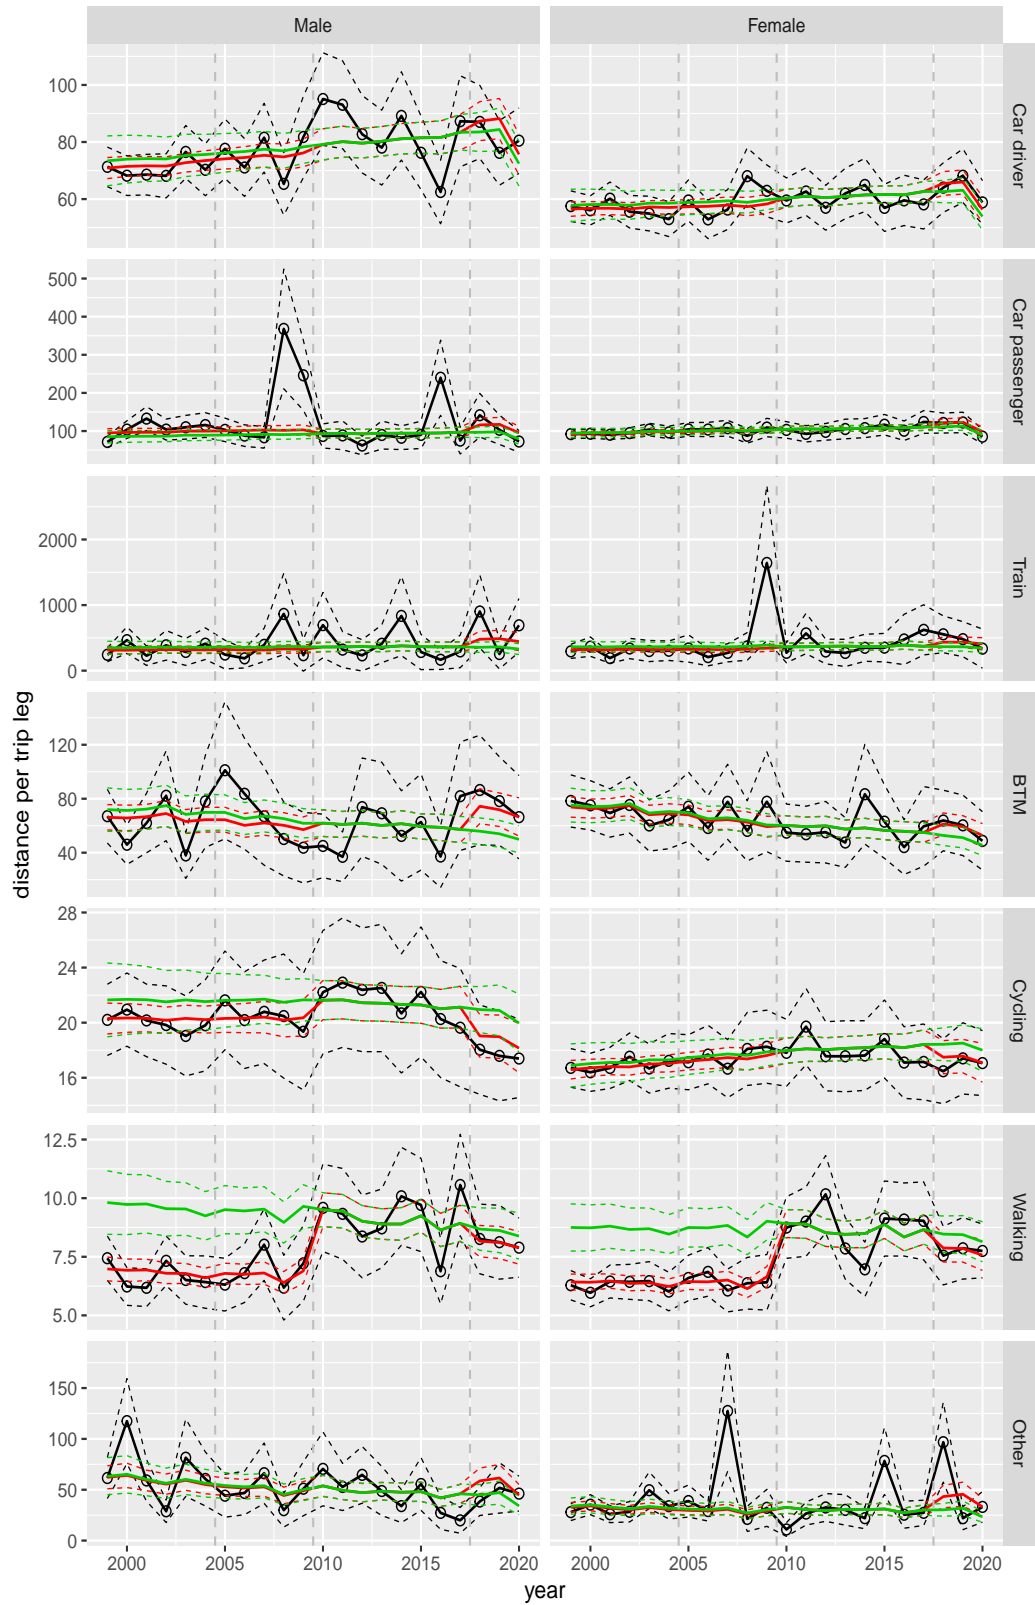 Male Female
100
80
60
Car driver
500
400
300
200
100
Car passenger
2000
1000
0
Train
120
80
40
BTM
28
24
20
16
Cycling
12.5
10.0
7.5
5.0
Walking
150
100
50
0
Other
distance per trip leg
2000 2005 2010 2015 2020 2000 2005 2010 2015 2020
year